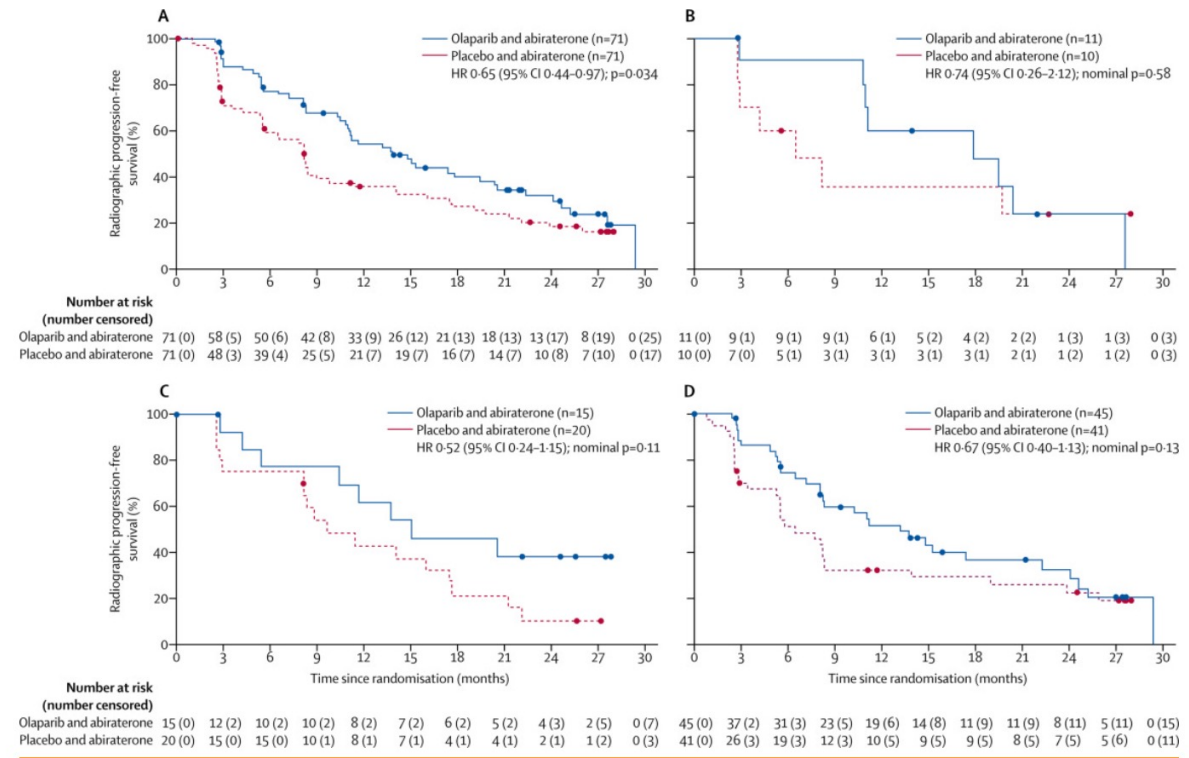 A
Olaparib and abiraterone (n=71)
Placebo and abiraterone (n=71)
HR 0·65 (95% CI 0·44–0·97); p=0·034
Radiographic progression-free
survival (%)
100
80
60
40
20
0
0 3 6 9 12 15 18 21 24 27 30
Number at risk
(number censored)
Olaparib and abiraterone 71 (0) 58 (5) 50 (6) 42 (8) 33 (9) 26 (12) 21 (13) 18 (13) 13 (17) 8 (19) 0 (25)
Placebo and abiraterone 71 (0) 48 (3) 39 (4) 25 (5) 21 (7) 19 (7) 16 (7) 14 (7) 10 (8) 7 (10) 0 (17)
B
Olaparib and abiraterone (n=11)
Placebo and abiraterone (n=10)
HR 0·74 (95% CI 0·26–2·12); nominal p=0·58
0 3 6 9 12 15 18 21 24 27 30
11 (0) 9 (1) 9 (1) 9 (1) 6 (1) 5 (2) 4 (2) 2 (2) 1 (3) 1 (3) 0 (3)
10 (0) 7 (0) 5 (1) 3 (1) 3 (1) 3 (1) 3 (1) 2 (1) 1 (2) 1 (2) 0 (3)
C
Olaparib and abiraterone (n=15)
Placebo and abiraterone (n=20)
HR 0·52 (95% CI 0·24–1·15); nominal p=0·11
Radiographic progression-free
survival (%)
100
80
60
40
20
0
0 3 6 9 12 15 18 21 24 27 30
Time since randomisation (months)
Number at risk
(number censored)
Olaparib and abiraterone 15 (0) 12 (2) 10 (2) 10 (2) 8 (2) 7 (2) 6 (2) 5 (2) 4 (3) 2 (5) 0 (7)
Placebo and abiraterone 20 (0) 15 (0) 15 (0) 10 (1) 8 (1) 7 (1) 4 (1) 4 (1) 2 (1) 1 (2) 0 (3)
D
Olaparib and abiraterone (n=45)
Placebo and abiraterone (n=41)
HR 0·67 (95% CI 0·40–1·13); nominal p=0·13
0 3 6 9 12 15 18 21 24 27 30
Time since randomisation (months)
45 (0) 37 (2) 31 (3) 23 (5) 19 (6) 14 (8) 11 (9) 11 (9) 8 (11) 5 (11) 0 (15)
41 (0) 26 (3) 19 (3) 12 (3) 10 (5) 9 (5) 9 (5) 8 (5) 7 (5) 5 (6) 0 (11)